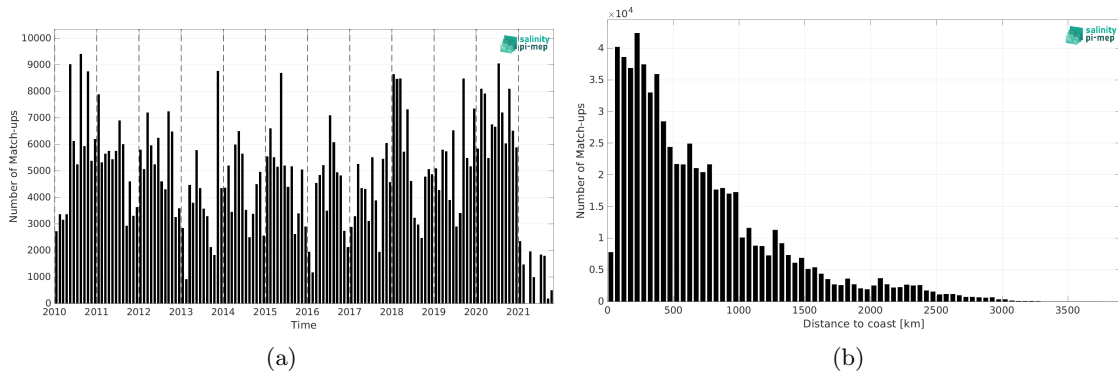 salinity
pi-mep
10000
9000
8000
7000
6000
5000
4000
3000
2000
1000
0
Number of Match-ups
2010 2011 2012 2013 2014 2015 2016 2017 2018 2019 2020 2021
Time
(a)
×10⁴
salinity
pi-mep
4.5
4
3.5
3
2.5
2
1.5
1
0.5
0
Number of Match-ups
0 500 1000 1500 2000 2500 3000 3500
Distance to coast [km]
(b)